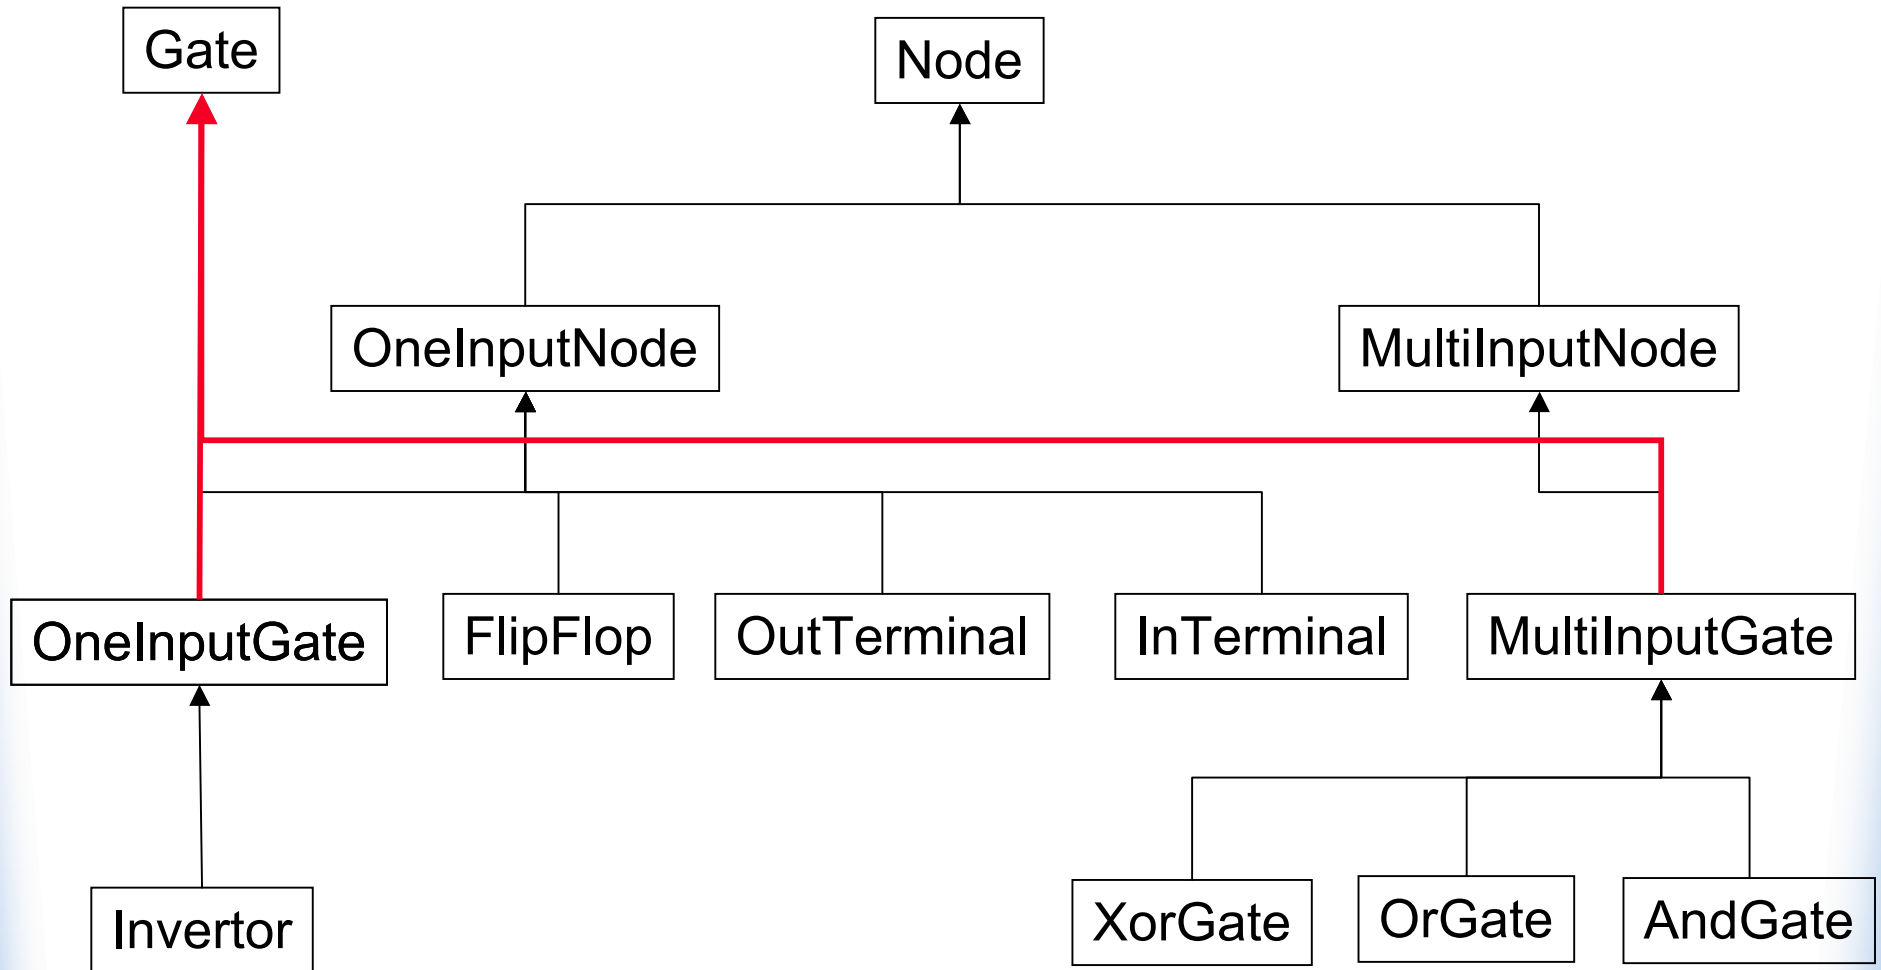 Gate
Node
OneInputNode
MultiInputNode
OneInputGate
FlipFlop
OutTerminal
InTerminal
MultiInputGate
Invertor
XorGate
OrGate
AndGate